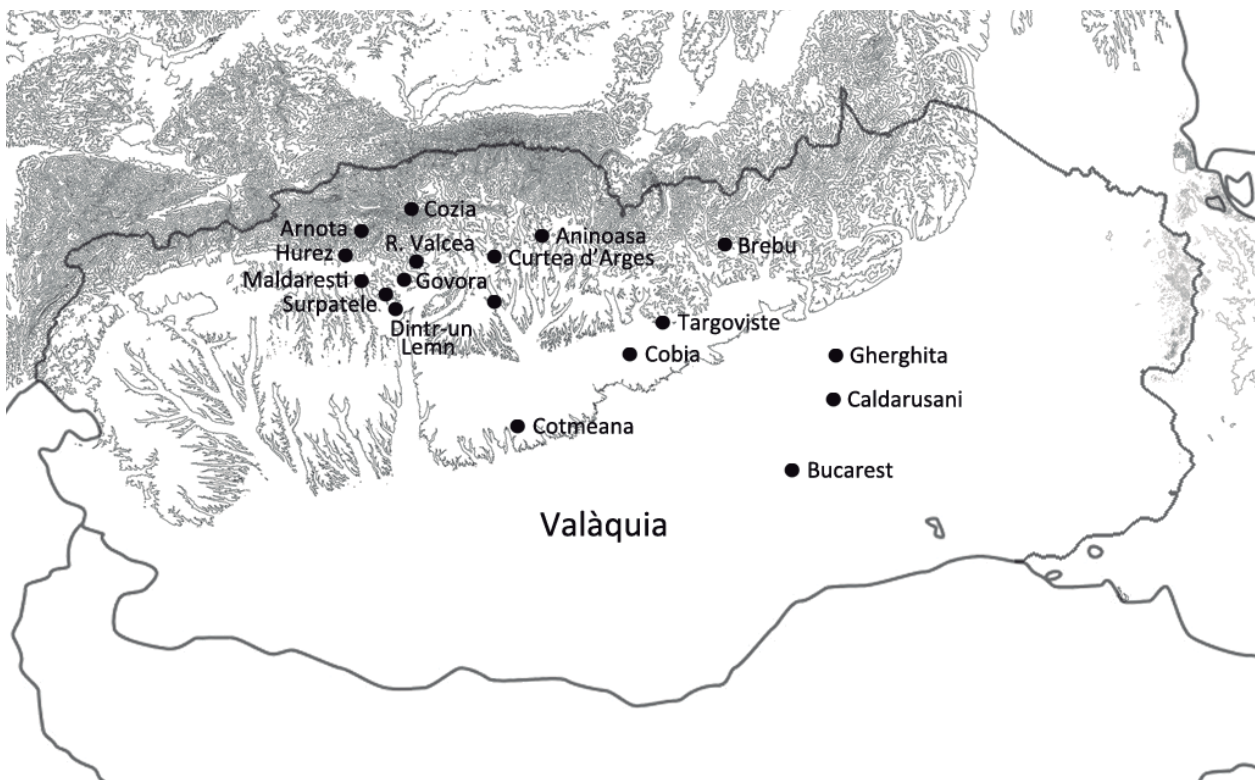 Cozia
Arnota
Aninoasa
R. Valcea
Brebu
Hurez
Curtea d'Arges
Maldaresti
Govora
Surpatele
Dintr-un
Lemn
Targoviste
Cobia
Gherghita
Caldarusani
Cotmeana
Bucarest
Valàquia